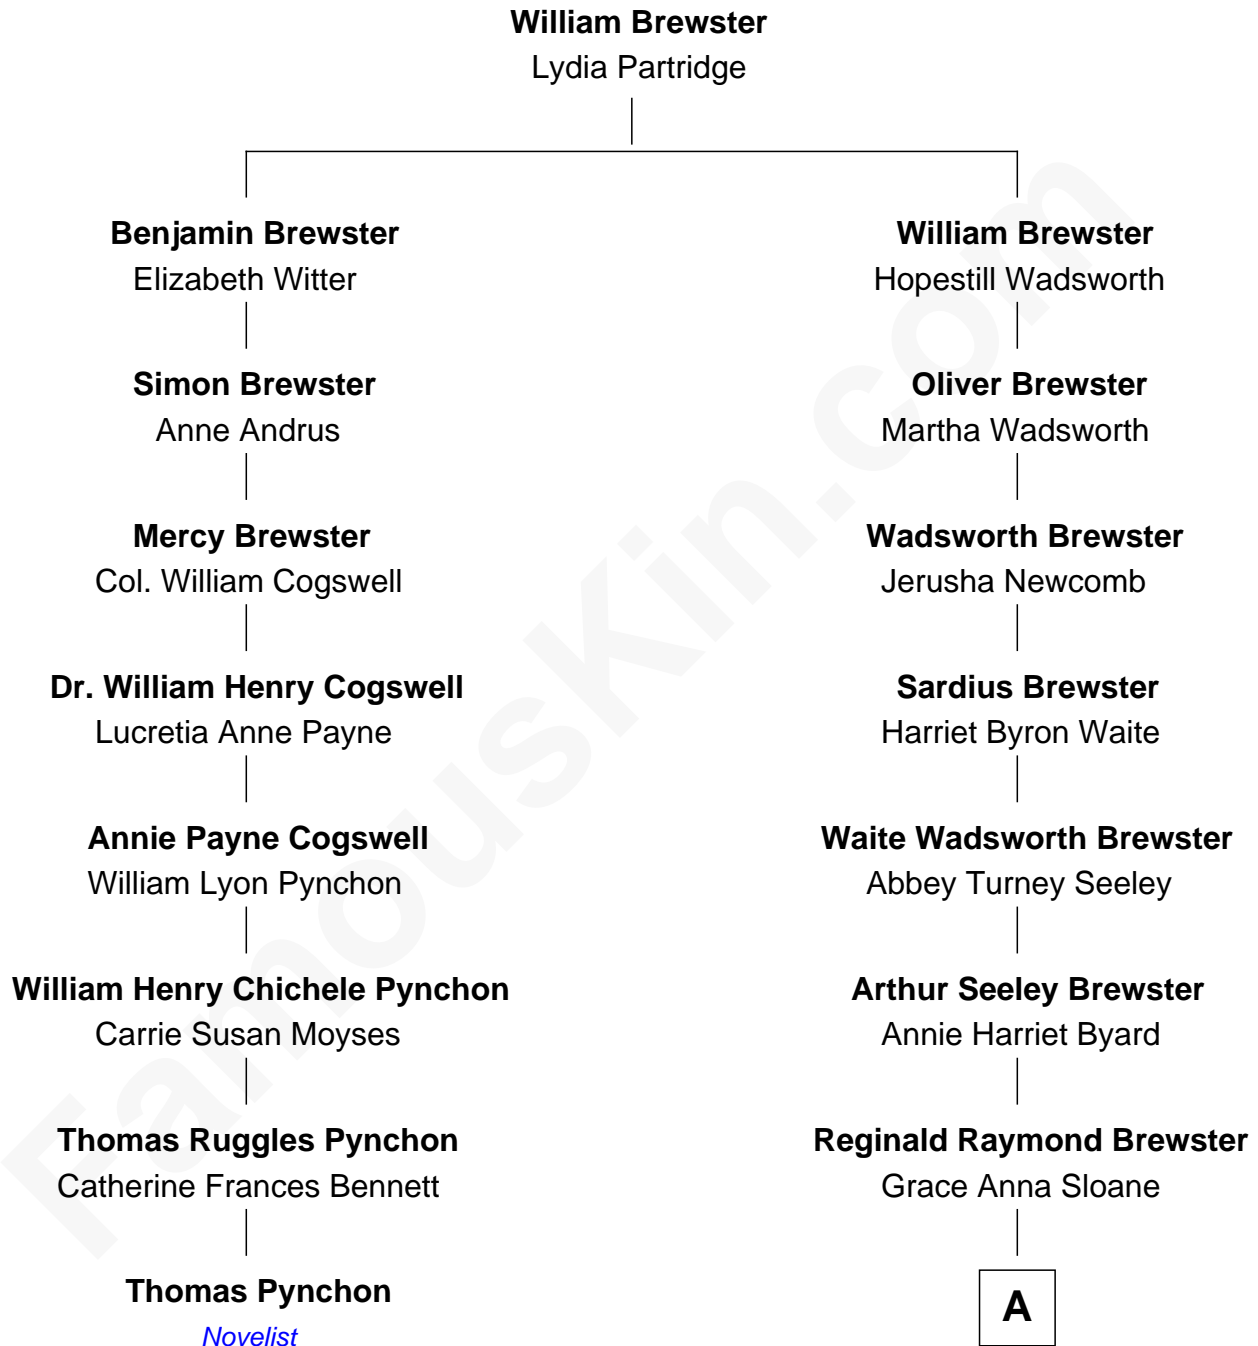 William Brewster
Lydia Partridge
Benjamin Brewster
Elizabeth Witter
William Brewster
Hopestill Wadsworth
Simon Brewster
Anne Andrus
Oliver Brewster
Martha Wadsworth
Mercy Brewster
Col. William Cogswell
Wadsworth Brewster
Jerusha Newcomb
Dr. William Henry Cogswell
Lucretia Anne Payne
Sardius Brewster
Harriet Byron Waite
Annie Payne Cogswell
William Lyon Pynchon
Waite Wadsworth Brewster
Abbey Turney Seeley
William Henry Chichele Pynchon
Carrie Susan Moyses
Arthur Seeley Brewster
Annie Harriet Byard
Thomas Ruggles Pynchon
Catherine Frances Bennett
Reginald Raymond Brewster
Grace Anna Sloane
Thomas Pynchon
Novelist
A
FamousKin.com